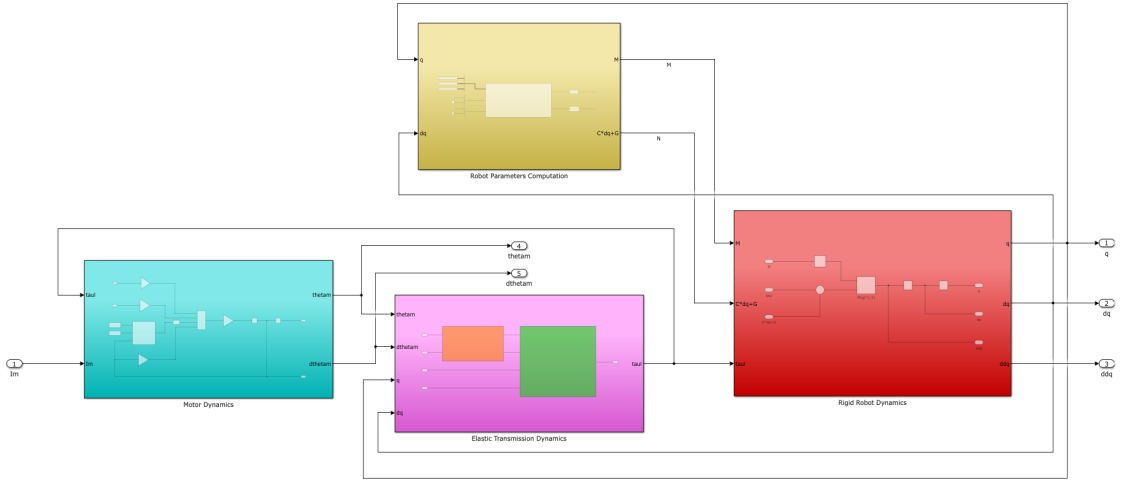 q
M
M
dq
C*dq+G
N
Robot Parameters Computation
M
q
1
q
C*dq+G
dq
2
dq
taul
ddq
3
ddq
Rigid Robot Dynamics
4
thetam
5
dthetam
taul
thetam
1
Im
Im
dthetam
Motor Dynamics
thetam
dthetam
q
dq
taul
Elastic Transmission Dynamics